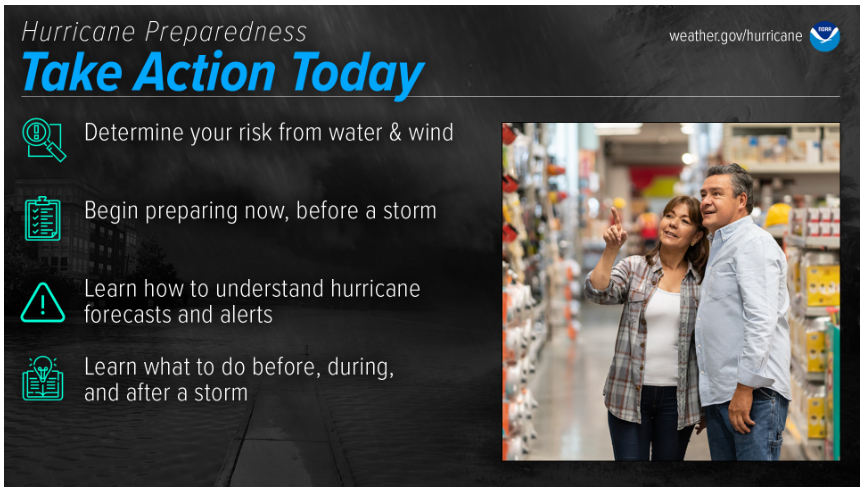 Hurricane Preparedness
Take Action Today
weather.gov/hurricane
NOAA
Determine your risk from water & wind
Begin preparing now, before a storm
Learn how to understand hurricane
forecasts and alerts
Learn what to do before, during,
and after a storm